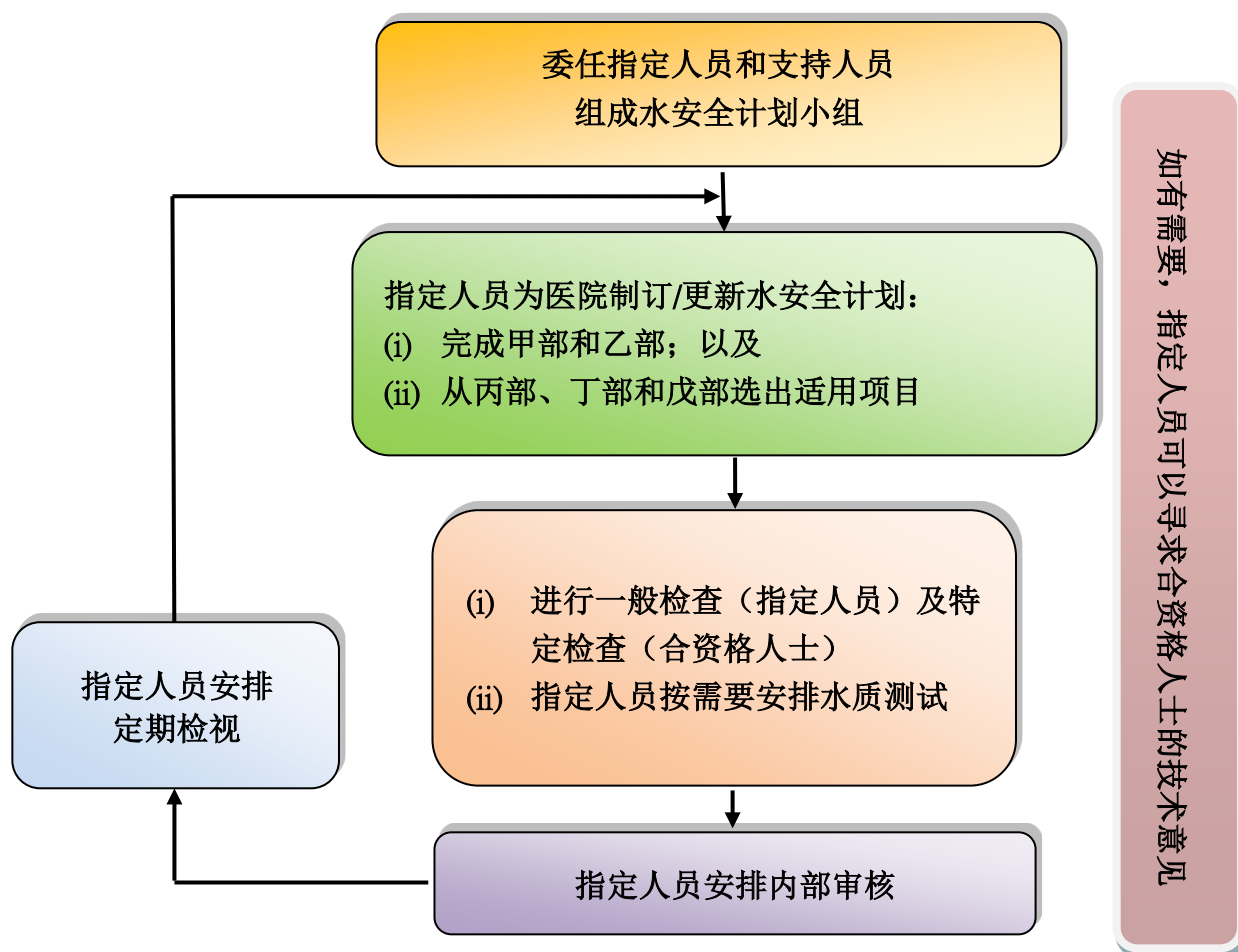 委任指定人员和支持人员
组成水安全计划小组
指定人员为医院制订/更新水安全计划：
(i) 完成甲部和乙部；以及
(ii) 从丙部、丁部和戊部选出适用项目
(i) 进行一般检查（指定人员）及特
定检查（合资格人士）
(ii) 指定人员按需要安排水质测试
指定人员安排
定期检视
指定人员安排内部审核
如有需要，指定人员可以寻求合资格人士的技术意见